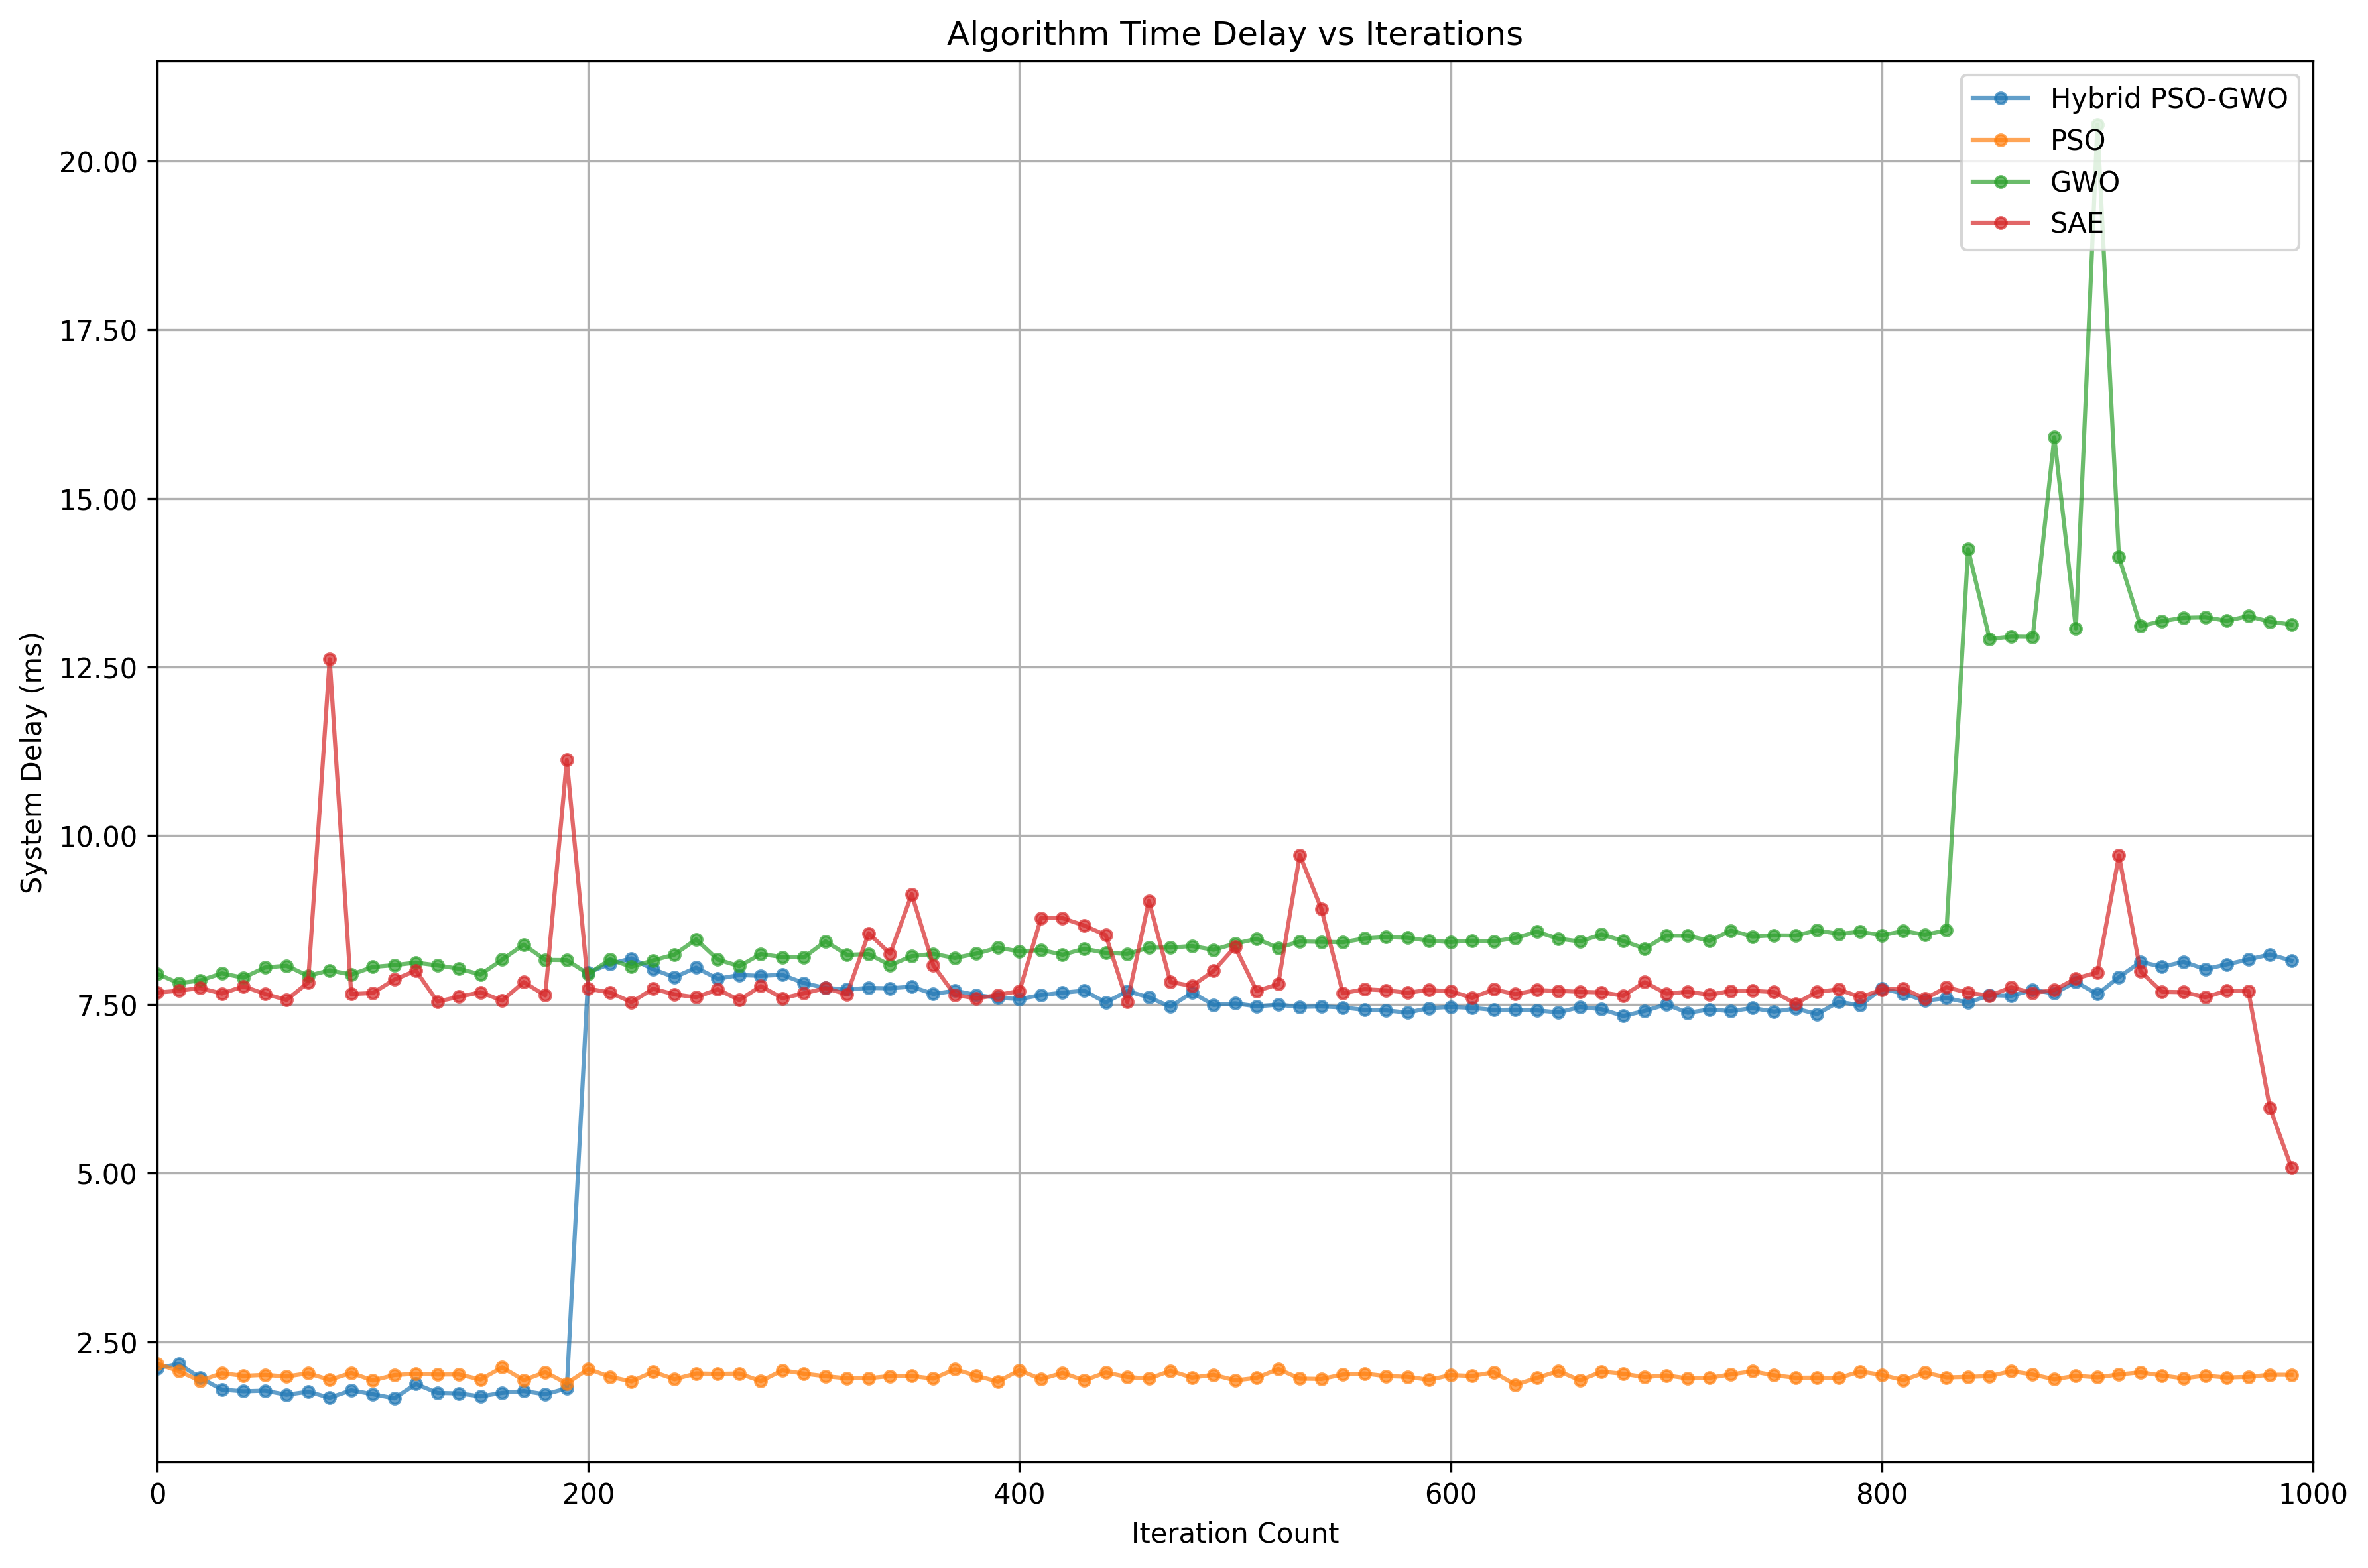 Algorithm Time Delay vs Iterations
Hybrid PSO-GWO
PSO
GWO
SAE
20.00
17.50
15.00
12.50
10.00
7.50
5.00
2.50
System Delay (ms)
0
200
400
600
800
1000
Iteration Count